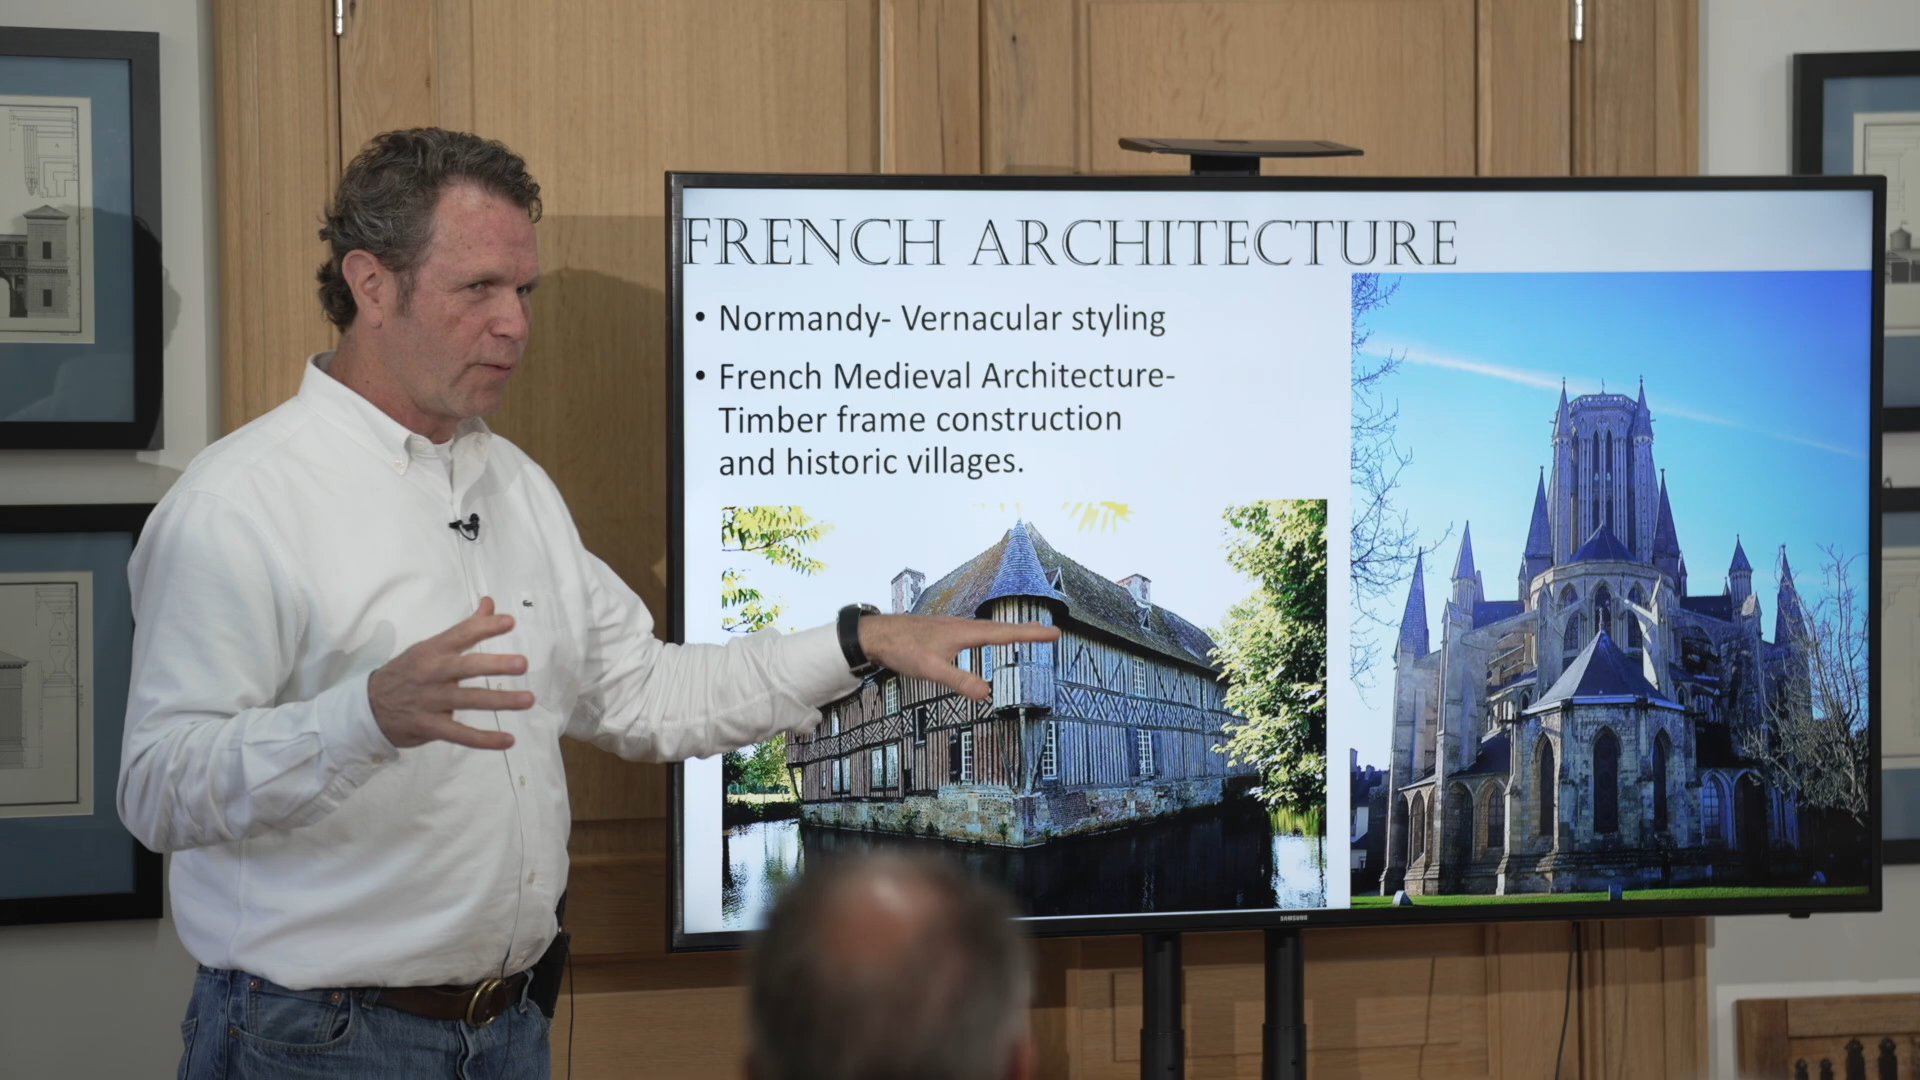 FRENCH ARCHITECTURE
• Normandy- Vernacular styling
• French Medieval Architecture-
Timber frame construction
and historic villages.
SAMSUNG